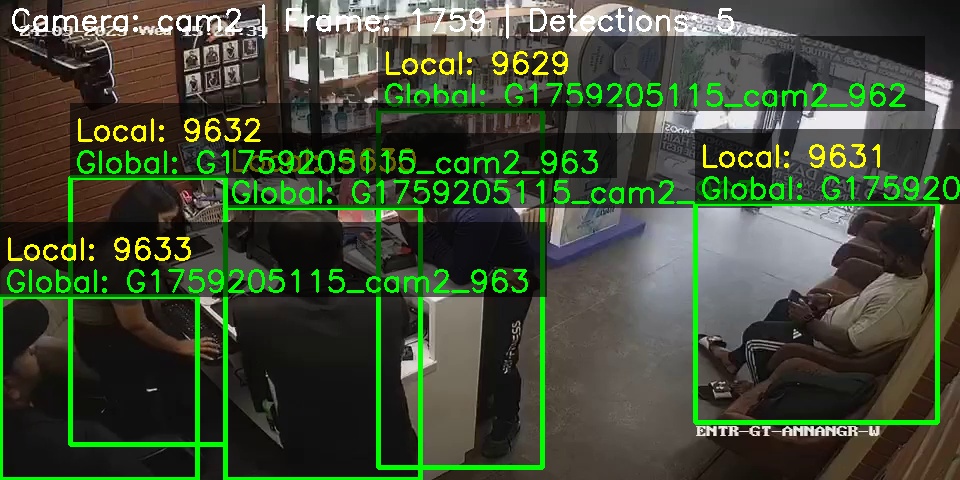 Camera: cam2 | Frame: 1759 | Detections: 5
Local: 9629
Global: G1759205115_cam2_962
Local: 9632
Global: G1759205115_cam2_963
Local: 9631
Global: G1759205115_cam2_
Global: G175920
Local: 9633
Global: G1759205115_cam2_963
ENTR-GT-ANNANGR-W